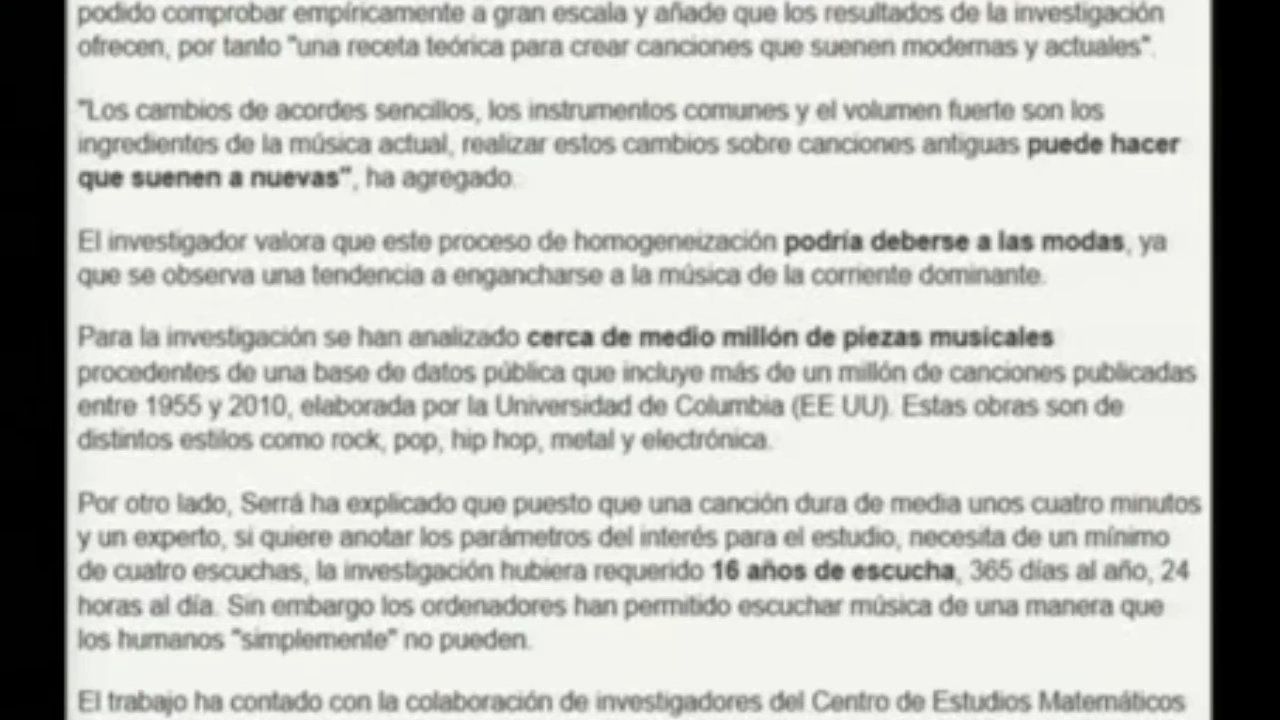 podido comprobar empíricamente a gran escala y añade que los resultados de la investigación
ofrecen, por tanto "una receta teórica para crear canciones que suenen modernas y actuales".
"Los cambios de acordes sencillos, los instrumentos comunes y el volumen fuerte son los
ingredientes de la música actual, realizar estos cambios sobre canciones antiguas puede hacer
que suenen a nuevas", ha agregado.
El investigador valora que este proceso de homogeneización podría deberse a las modas, ya
que se observa una tendencia a engancharse a la música de la corriente dominante.
Para la investigación se han analizado cerca de medio millón de piezas musicales
procedentes de una base de datos pública que incluye más de un millón de canciones publicadas
entre 1955 y 2010, elaborada por la Universidad de Columbia (EE UU). Estas obras son de
distintos estilos como rock, pop, hip hop, metal y electrónica.
Por otro lado, Serrá ha explicado que puesto que una canción dura de media unos cuatro minutos
y un experto, si quiere anotar los parámetros del interés para el estudio, necesita de un mínimo
de cuatro escuchas, la investigación hubiera requerido 16 años de escucha, 365 días al año, 24
horas al día. Sin embargo los ordenadores han permitido escuchar música de una manera que
los humanos "simplemente" no pueden.
El trabajo ha contado con la colaboración de investigadores del Centro de Estudios Matemáticos